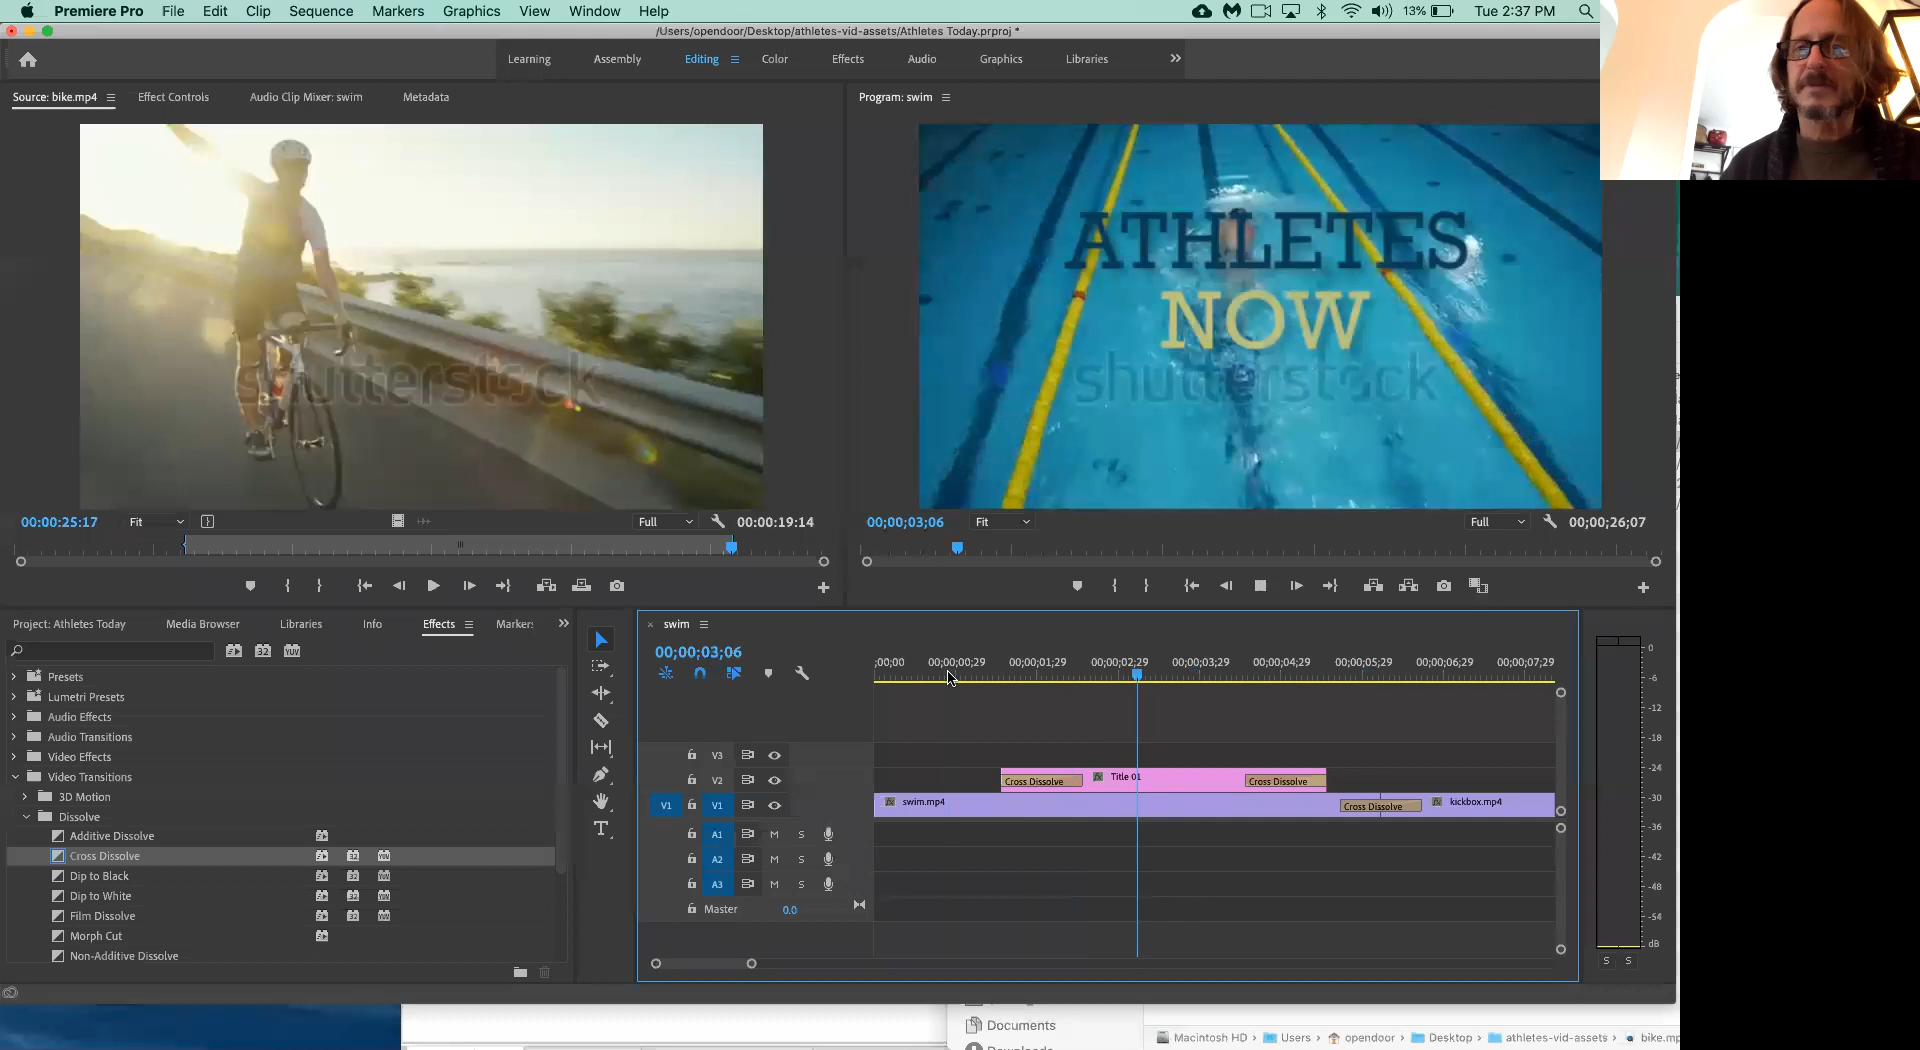 Premiere Pro File Edit Clip Sequence Markers Graphics View Window Help 13% Tue 2:37 PM
/Users/opendoor/Desktop/athletes-vid-assets/Athletes Today.prproj *
Learning Assembly Editing Color Effects Audio Graphics Libraries
Source: bike.mp4 Effect Controls Audio Clip Mixer: swim Metadata
Program: swim
shutterstock
ATHLETES
NOW
shutterstock
00:00:25:17 Fit Full 00:00:19:14
00;00;03;06 Fit Full 00;00;26;07
Project: Athletes Today Media Browser Libraries Info Effects Marker:
Presets
Lumetri Presets
Audio Effects
Audio Transitions
Video Effects
Video Transitions
3D Motion
Dissolve
Additive Dissolve
Cross Dissolve
Dip to Black
Dip to White
Film Dissolve
Morph Cut
Non-Additive Dissolve
swim
00;00;03;06
;00;00 00;00;00;29 00;00;01;29 00;00;02;29 00;00;03;29 00;00;04;29 00;00;05;29 00;00;06;29 00;00;07;29
V3
V2 Cross Dissolve Title 01 Cross Dissolve
V1 V1 swim.mp4 Cross Dissolve kickbox.mp4
A1 M S
A2 M S
A3 M S
Master 0.0
0
-6
-12
-18
-24
-30
-36
-42
-48
-54
dB
S S
Documents
Macintosh HD Users opendoor Desktop athletes-vid-assets bike.mp